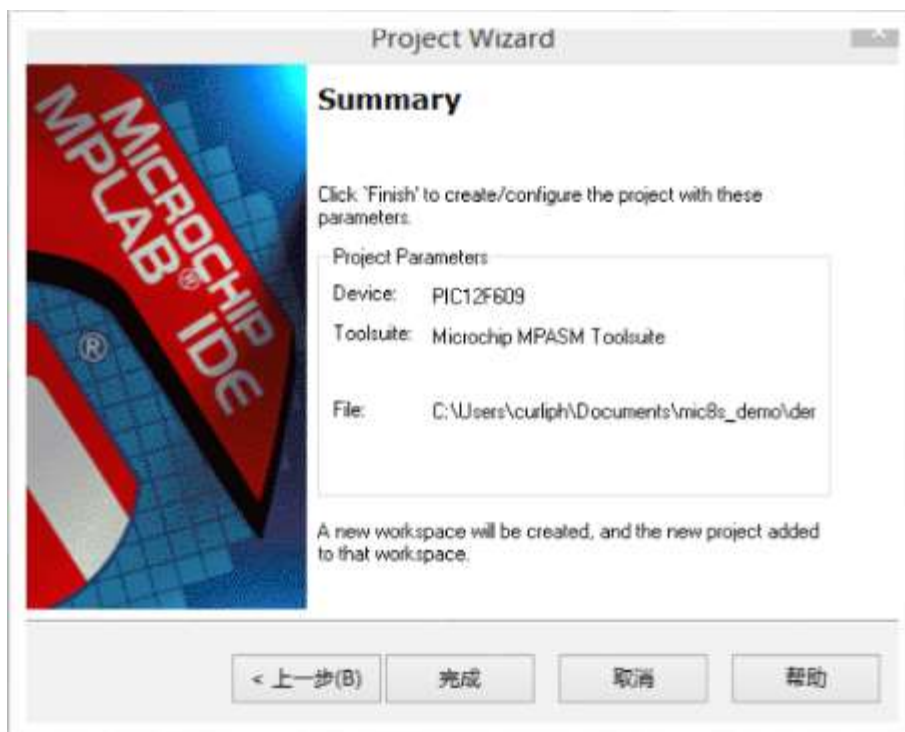 Project Wizard
MICROCHIP
MPLAB® IDE
®
Summary
Click `Finish' to create/configure the project with these
parameters.
Project Parameters
Device: PIC12F609
Toolsuite: Microchip MPASM Toolsuite
File: C:\Users\curliph\Documents\mic8s_demo\der
A new workspace will be created, and the new project added
to that workspace.
< 上一步(B) 完成 取消 帮助